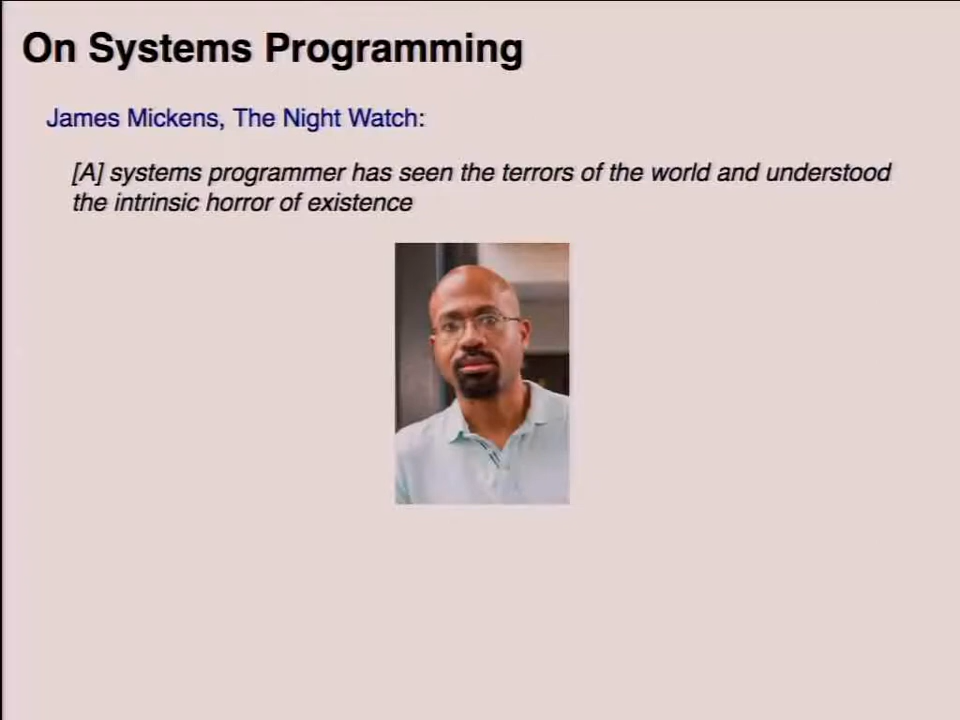 On Systems Programming
James Mickens, The Night Watch:
[A] systems programmer has seen the terrors of the world and understood
the intrinsic horror of existence